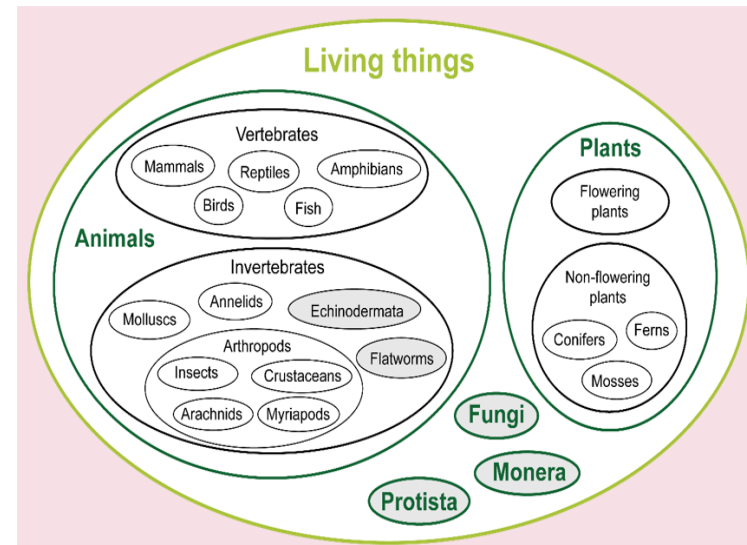 Living things
Vertebrates
Mammals
Reptiles
Amphibians
Birds
Fish
Animals
Invertebrates
Annelids
Molluscs
Echinodermata
Arthropods
Flatworms
Insects
Crustaceans
Arachnids
Myriapods
Plants
Flowering
plants
Non-flowering
plants
Conifers
Ferns
Mosses
Fungi
Monera
Protista